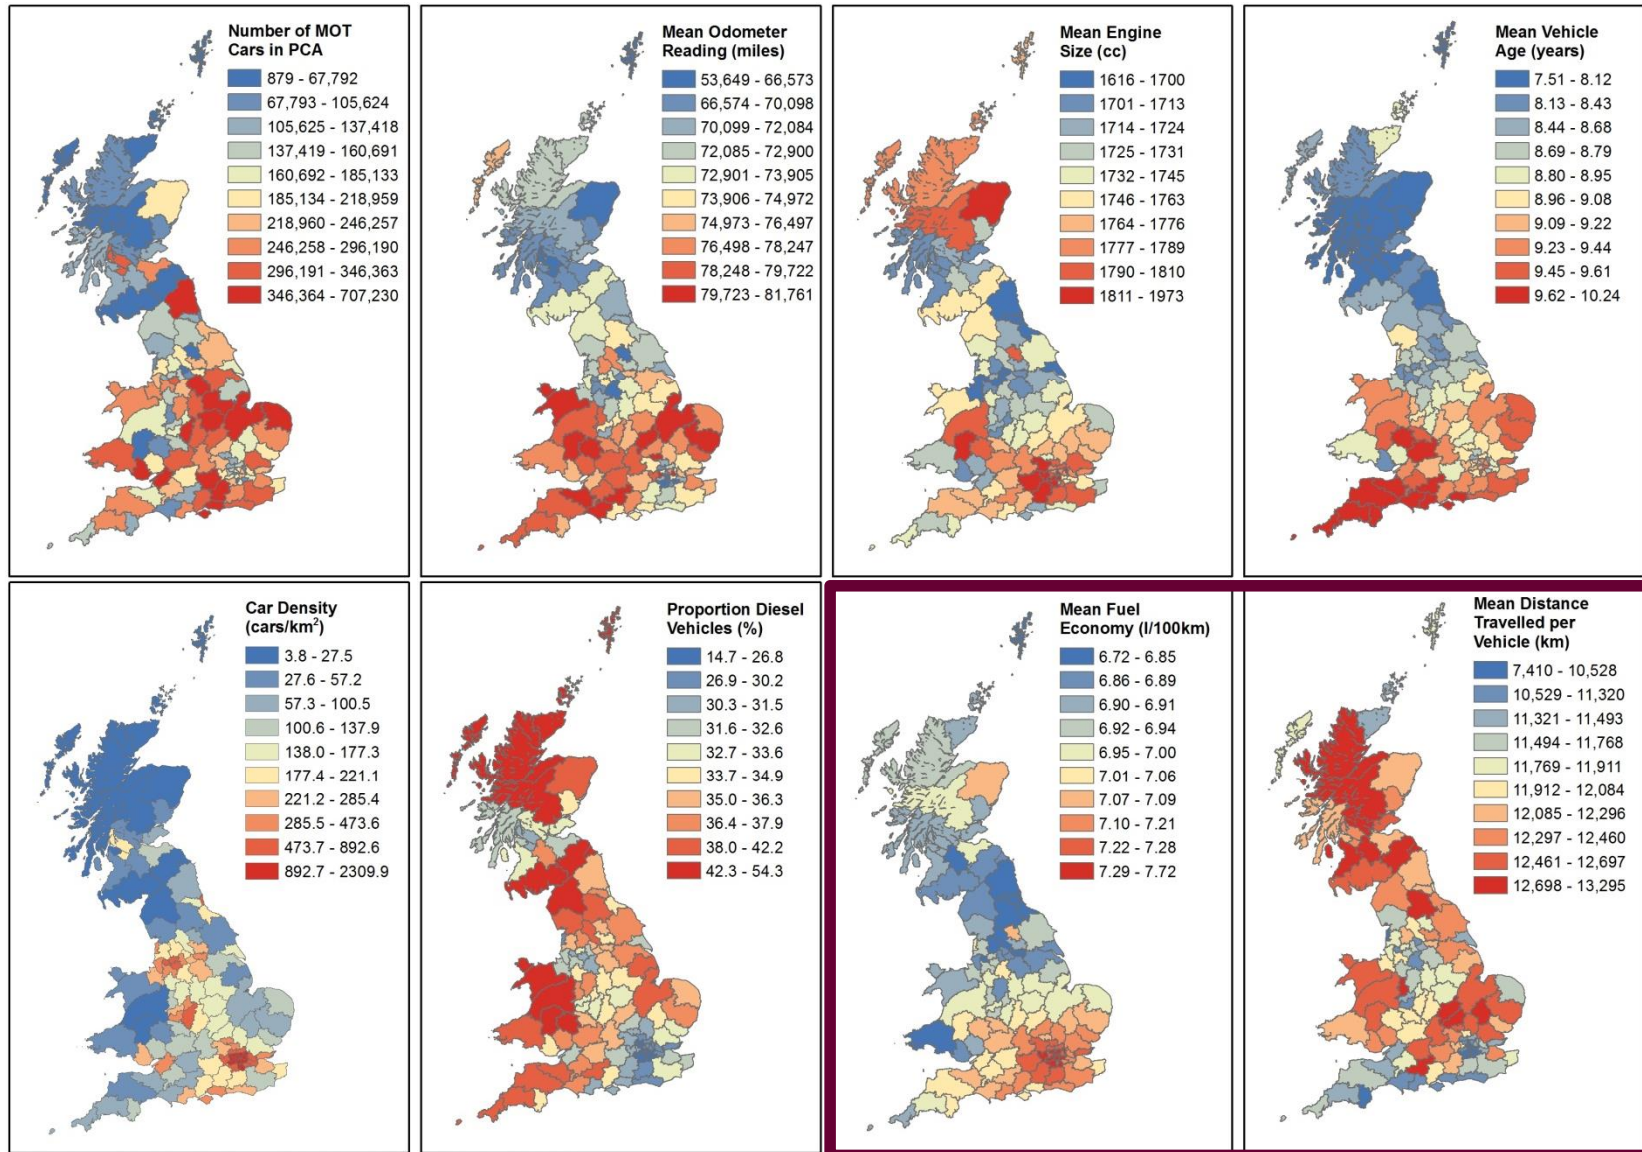 Number of MOT
Cars in PCA
879 - 67,792
67,793 - 105,624
105,625 - 137,418
137,419 - 160,691
160,692 - 185,133
185,134 - 218,959
218,960 - 246,257
246,258 - 296,190
296,191 - 346,363
346,364 - 707,230
Mean Odometer
Reading (miles)
53,649 - 66,573
66,574 - 70,098
70,099 - 72,084
72,085 - 72,900
72,901 - 73,905
73,906 - 74,972
74,973 - 76,497
76,498 - 78,247
78,248 - 79,722
79,723 - 81,761
Mean Engine
Size (cc)
1616 - 1700
1701 - 1713
1714 - 1724
1725 - 1731
1732 - 1745
1746 - 1763
1764 - 1776
1777 - 1789
1790 - 1810
1811 - 1973
Mean Vehicle
Age (years)
7.51 - 8.12
8.13 - 8.43
8.44 - 8.68
8.69 - 8.79
8.80 - 8.95
8.96 - 9.08
9.09 - 9.22
9.23 - 9.44
9.45 - 9.61
9.62 - 10.24
Car Density
(cars/km²)
3.8 - 27.5
27.6 - 57.2
57.3 - 100.5
100.6 - 137.9
138.0 - 177.3
177.4 - 221.1
221.2 - 285.4
285.5 - 473.6
473.7 - 892.6
892.7 - 2309.9
Proportion Diesel
Vehicles (%)
14.7 - 26.8
26.9 - 30.2
30.3 - 31.5
31.6 - 32.6
32.7 - 33.6
33.7 - 34.9
35.0 - 36.3
36.4 - 37.9
38.0 - 42.2
42.3 - 54.3
Mean Fuel
Economy (l/100km)
6.72 - 6.85
6.86 - 6.89
6.90 - 6.91
6.92 - 6.94
6.95 - 7.00
7.01 - 7.06
7.07 - 7.09
7.10 - 7.21
7.22 - 7.28
7.29 - 7.72
Mean Distance
Travelled per
Vehicle (km)
7,410 - 10,528
10,529 - 11,320
11,321 - 11,493
11,494 - 11,768
11,769 - 11,911
11,912 - 12,084
12,085 - 12,296
12,297 - 12,460
12,461 - 12,697
12,698 - 13,295